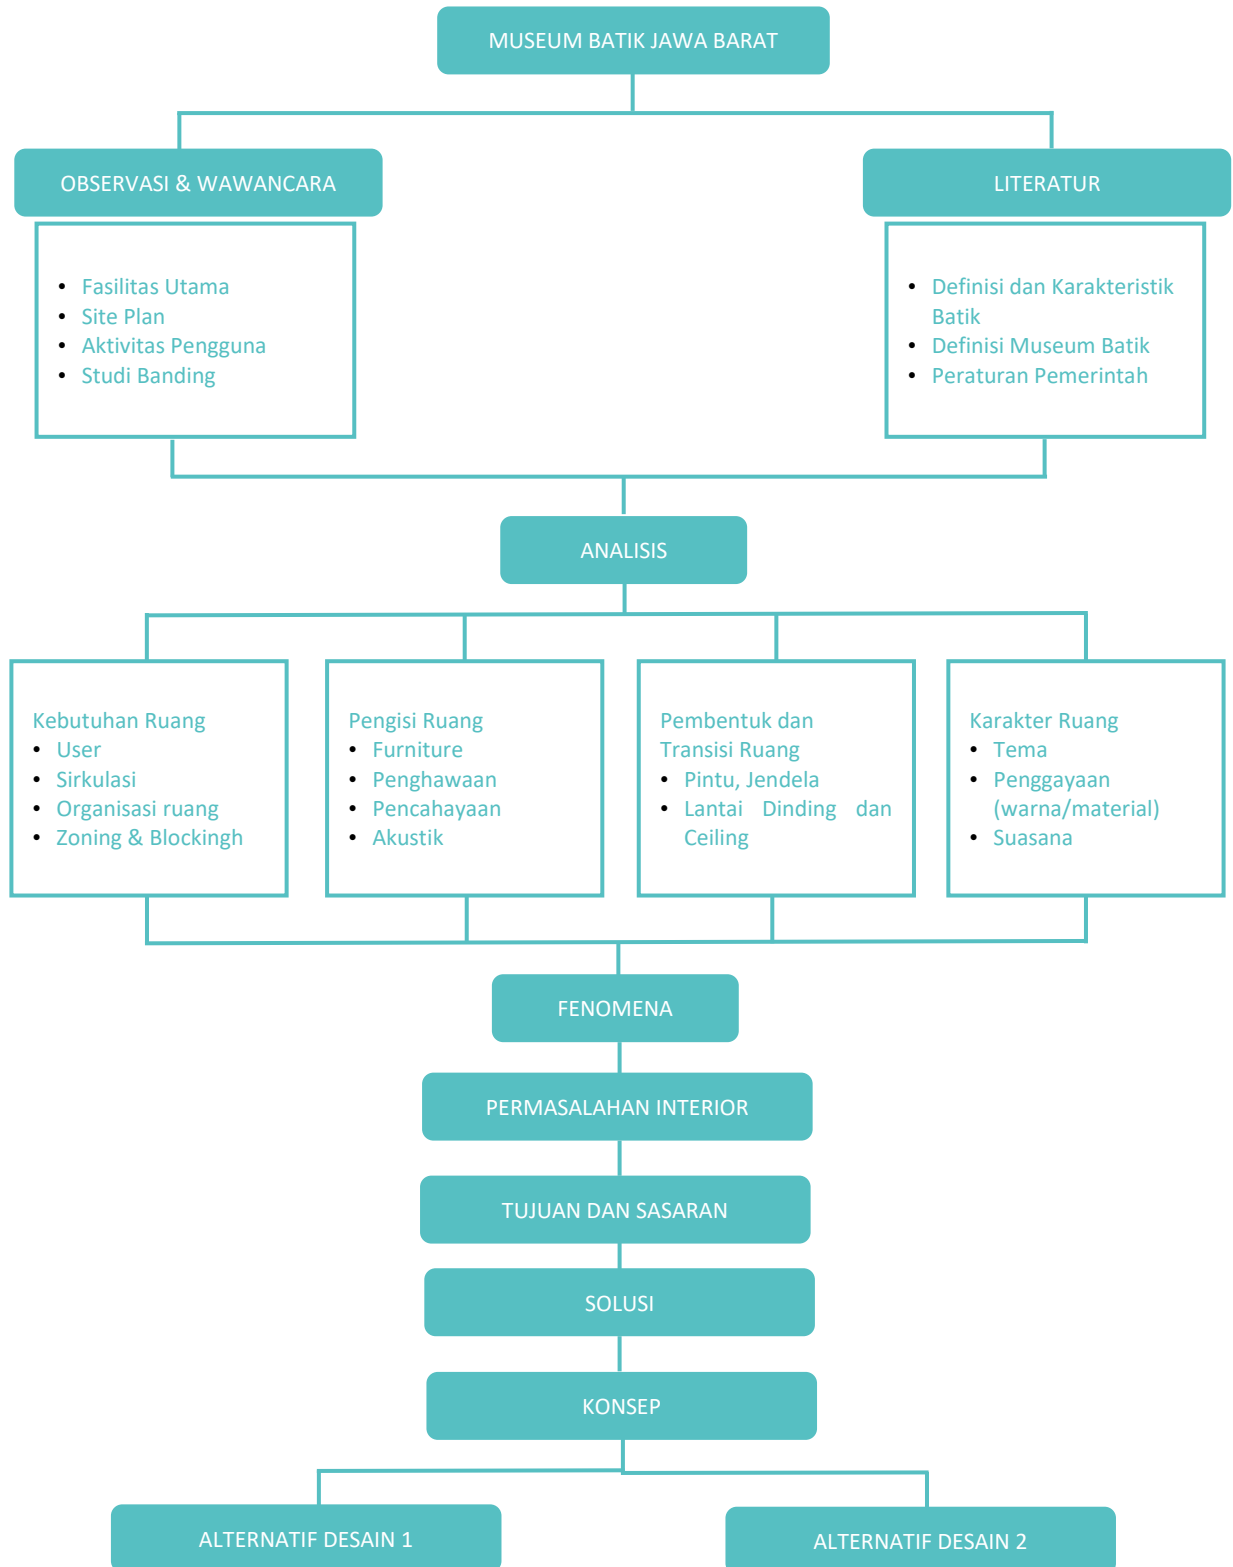 MUSEUM BATIK JAWA BARAT
OBSERVASI & WAWANCARA
LITERATUR
• Fasilitas Utama
• Site Plan
• Aktivitas Pengguna
• Studi Banding
• Definisi dan Karakteristik
Batik
• Definisi Museum Batik
• Peraturan Pemerintah
ANALISIS
Kebutuhan Ruang
• User
• Sirkulasi
• Organisasi ruang
• Zoning & Blockingh
Pengisi Ruang
• Furniture
• Penghawaan
• Pencahayaan
• Akustik
Pembentuk dan
Transisi Ruang
• Pintu, Jendela
• Lantai Dinding dan
Ceiling
Karakter Ruang
• Tema
• Penggayaan
(warna/material)
• Suasana
FENOMENA
PERMASALAHAN INTERIOR
TUJUAN DAN SASARAN
SOLUSI
KONSEP
ALTERNATIF DESAIN 1
ALTERNATIF DESAIN 2